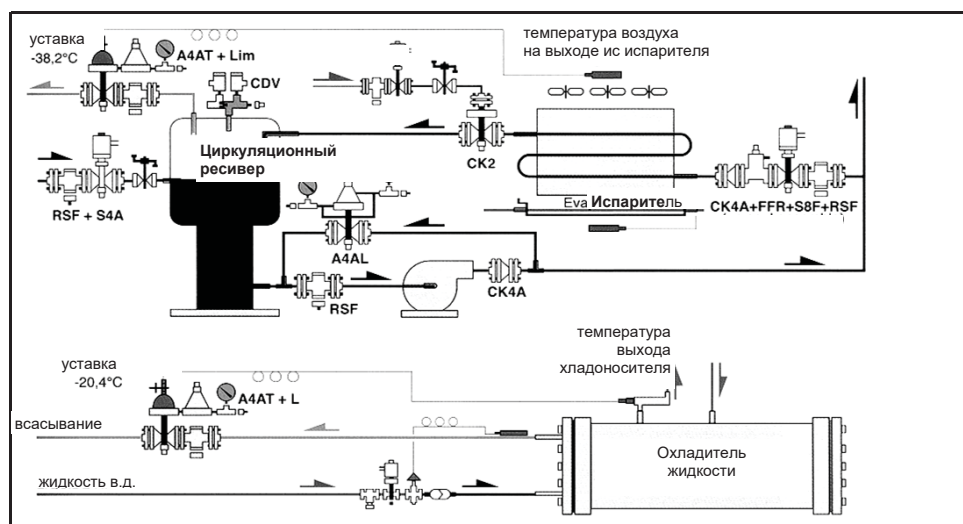 уставка
-38,2°C
A4AT + Lim
CDV
температура воздуха
на выходе ис испарителя
Циркуляционный
ресивер
CK2
RSF + S4A
A4AL
Eva Испаритель
CK4A+FFR+S8F+RSF
RSF
CK4A
уставка
-20,4°C
A4AT + L
температура
выхода
хладоносителя
всасывание
Охладитель
жидкости
жидкость в.д.